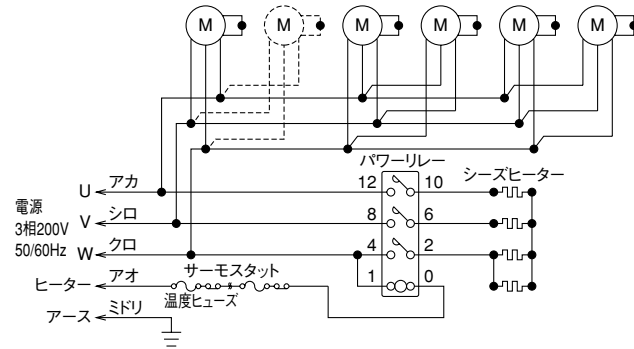 M M M M M M
パワーリレー
シーズヒーター
電源
3相200V
50/60Hz
U アカ 12 10
V シロ 8 6
W クロ 4 2
ヒーター アオ サーモスタット 1 0
温度ヒューズ
アース ミドリ